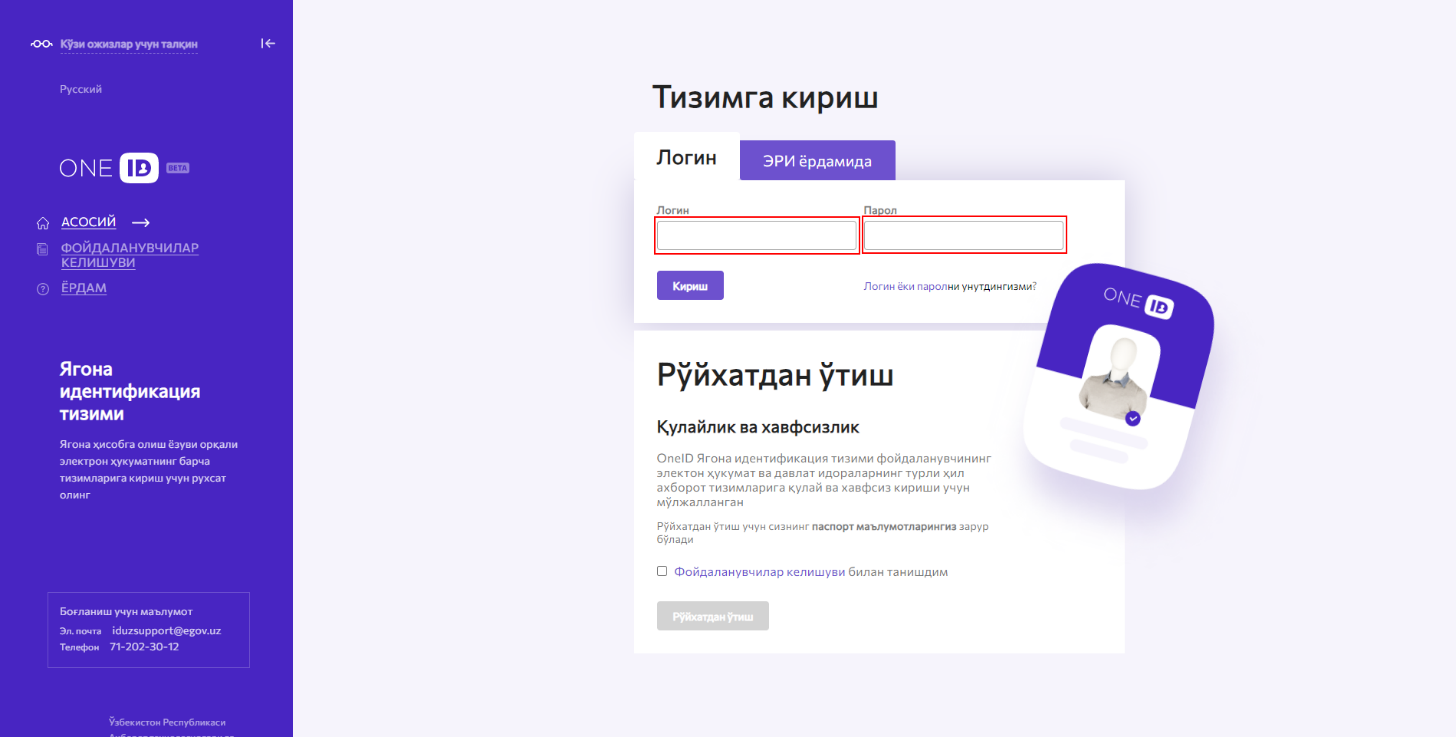 Кўзи ожизлар учун талқин
Русский
ONE ID BETA
АСОСИЙ
ФОЙДАЛАНУВЧИЛАР
КЕЛИШУВИ
ЁРДАМ
Ягона
идентификация
тизими
Ягона ҳисобга олиш ёзуви орқали
электрон ҳукуматнинг барча
тизимларига кириш учун рухсат
олинг
Боғланиш учун маълумот
Эл. почта iduzsupport@egov.uz
Телефон 71-202-30-12
Ўзбекистон Республикаси
Тизимга кириш
Логин
ЭРИ ёрдамида
Логин Парол
Кириш
Логин ёки паролни унутдингизми?
Рўйхатдан ўтиш
Қулайлик ва хавфсизлик
OneID Ягона идентификация тизими фойдаланувчининг
электон ҳукумат ва давлат идораларнинг турли ҳил
ахборот тизимларига қулай ва хавфсиз кириши учун
мўлжалланган
Рўйхатдан ўтиш учун сизнинг паспорт маълумотларингиз зарур
бўлади
Фойдаланувчилар келишуви билан танишдим
Рўйхатдан ўтиш
ONE ID